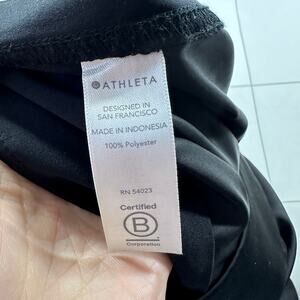 ATHLETA
DESIGNED IN
SAN FRANCISCO
MADE IN INDONESIA
100% Polyester
RN 54023
Certified
B
Corporation